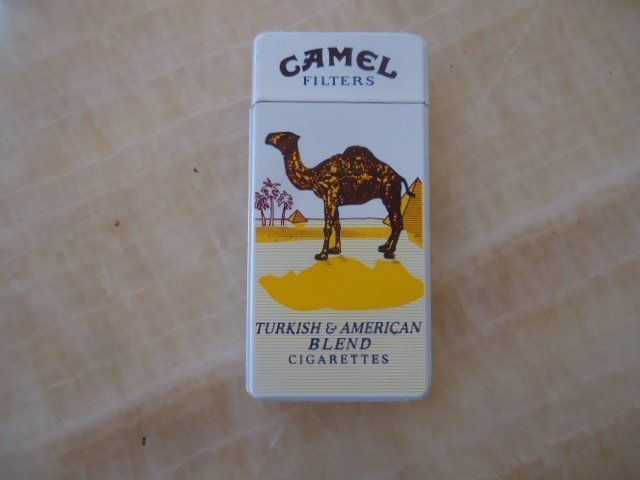 CAMEL
FILTERS
TURKISH & AMERICAN
BLEND
CIGARETTES